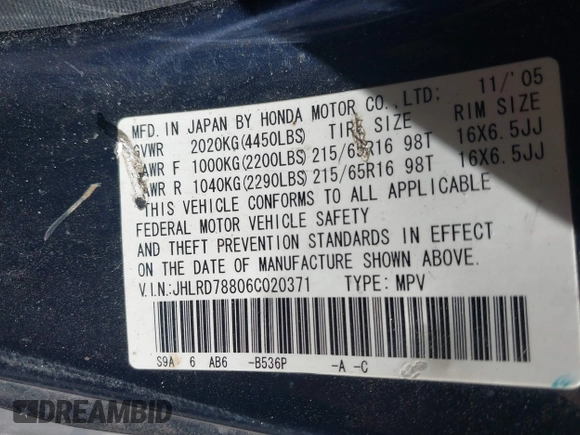 MFD. IN JAPAN BY HONDA MOTOR CO., LTD: 11/'05
GVWR 2020KG(4450LBS) TIRE SIZE RIM SIZE
GAWR F 1000KG(2200LBS) 215/65R16 98T 16X6.5JJ
GAWR R 1040KG(2290LBS) 215/65R16 98T 16X6.5JJ
THIS VEHICLE CONFORMS TO ALL APPLICABLE
FEDERAL MOTOR VEHICLE SAFETY
AND THEFT PREVENTION STANDARDS IN EFFECT
ON THE DATE OF MANUFACTURE SHOWN ABOVE.
V.I.N:JHLRD78806C020371 TYPE: MPV
S9A 6 AB6 -B536P -A -C
DREAMBID